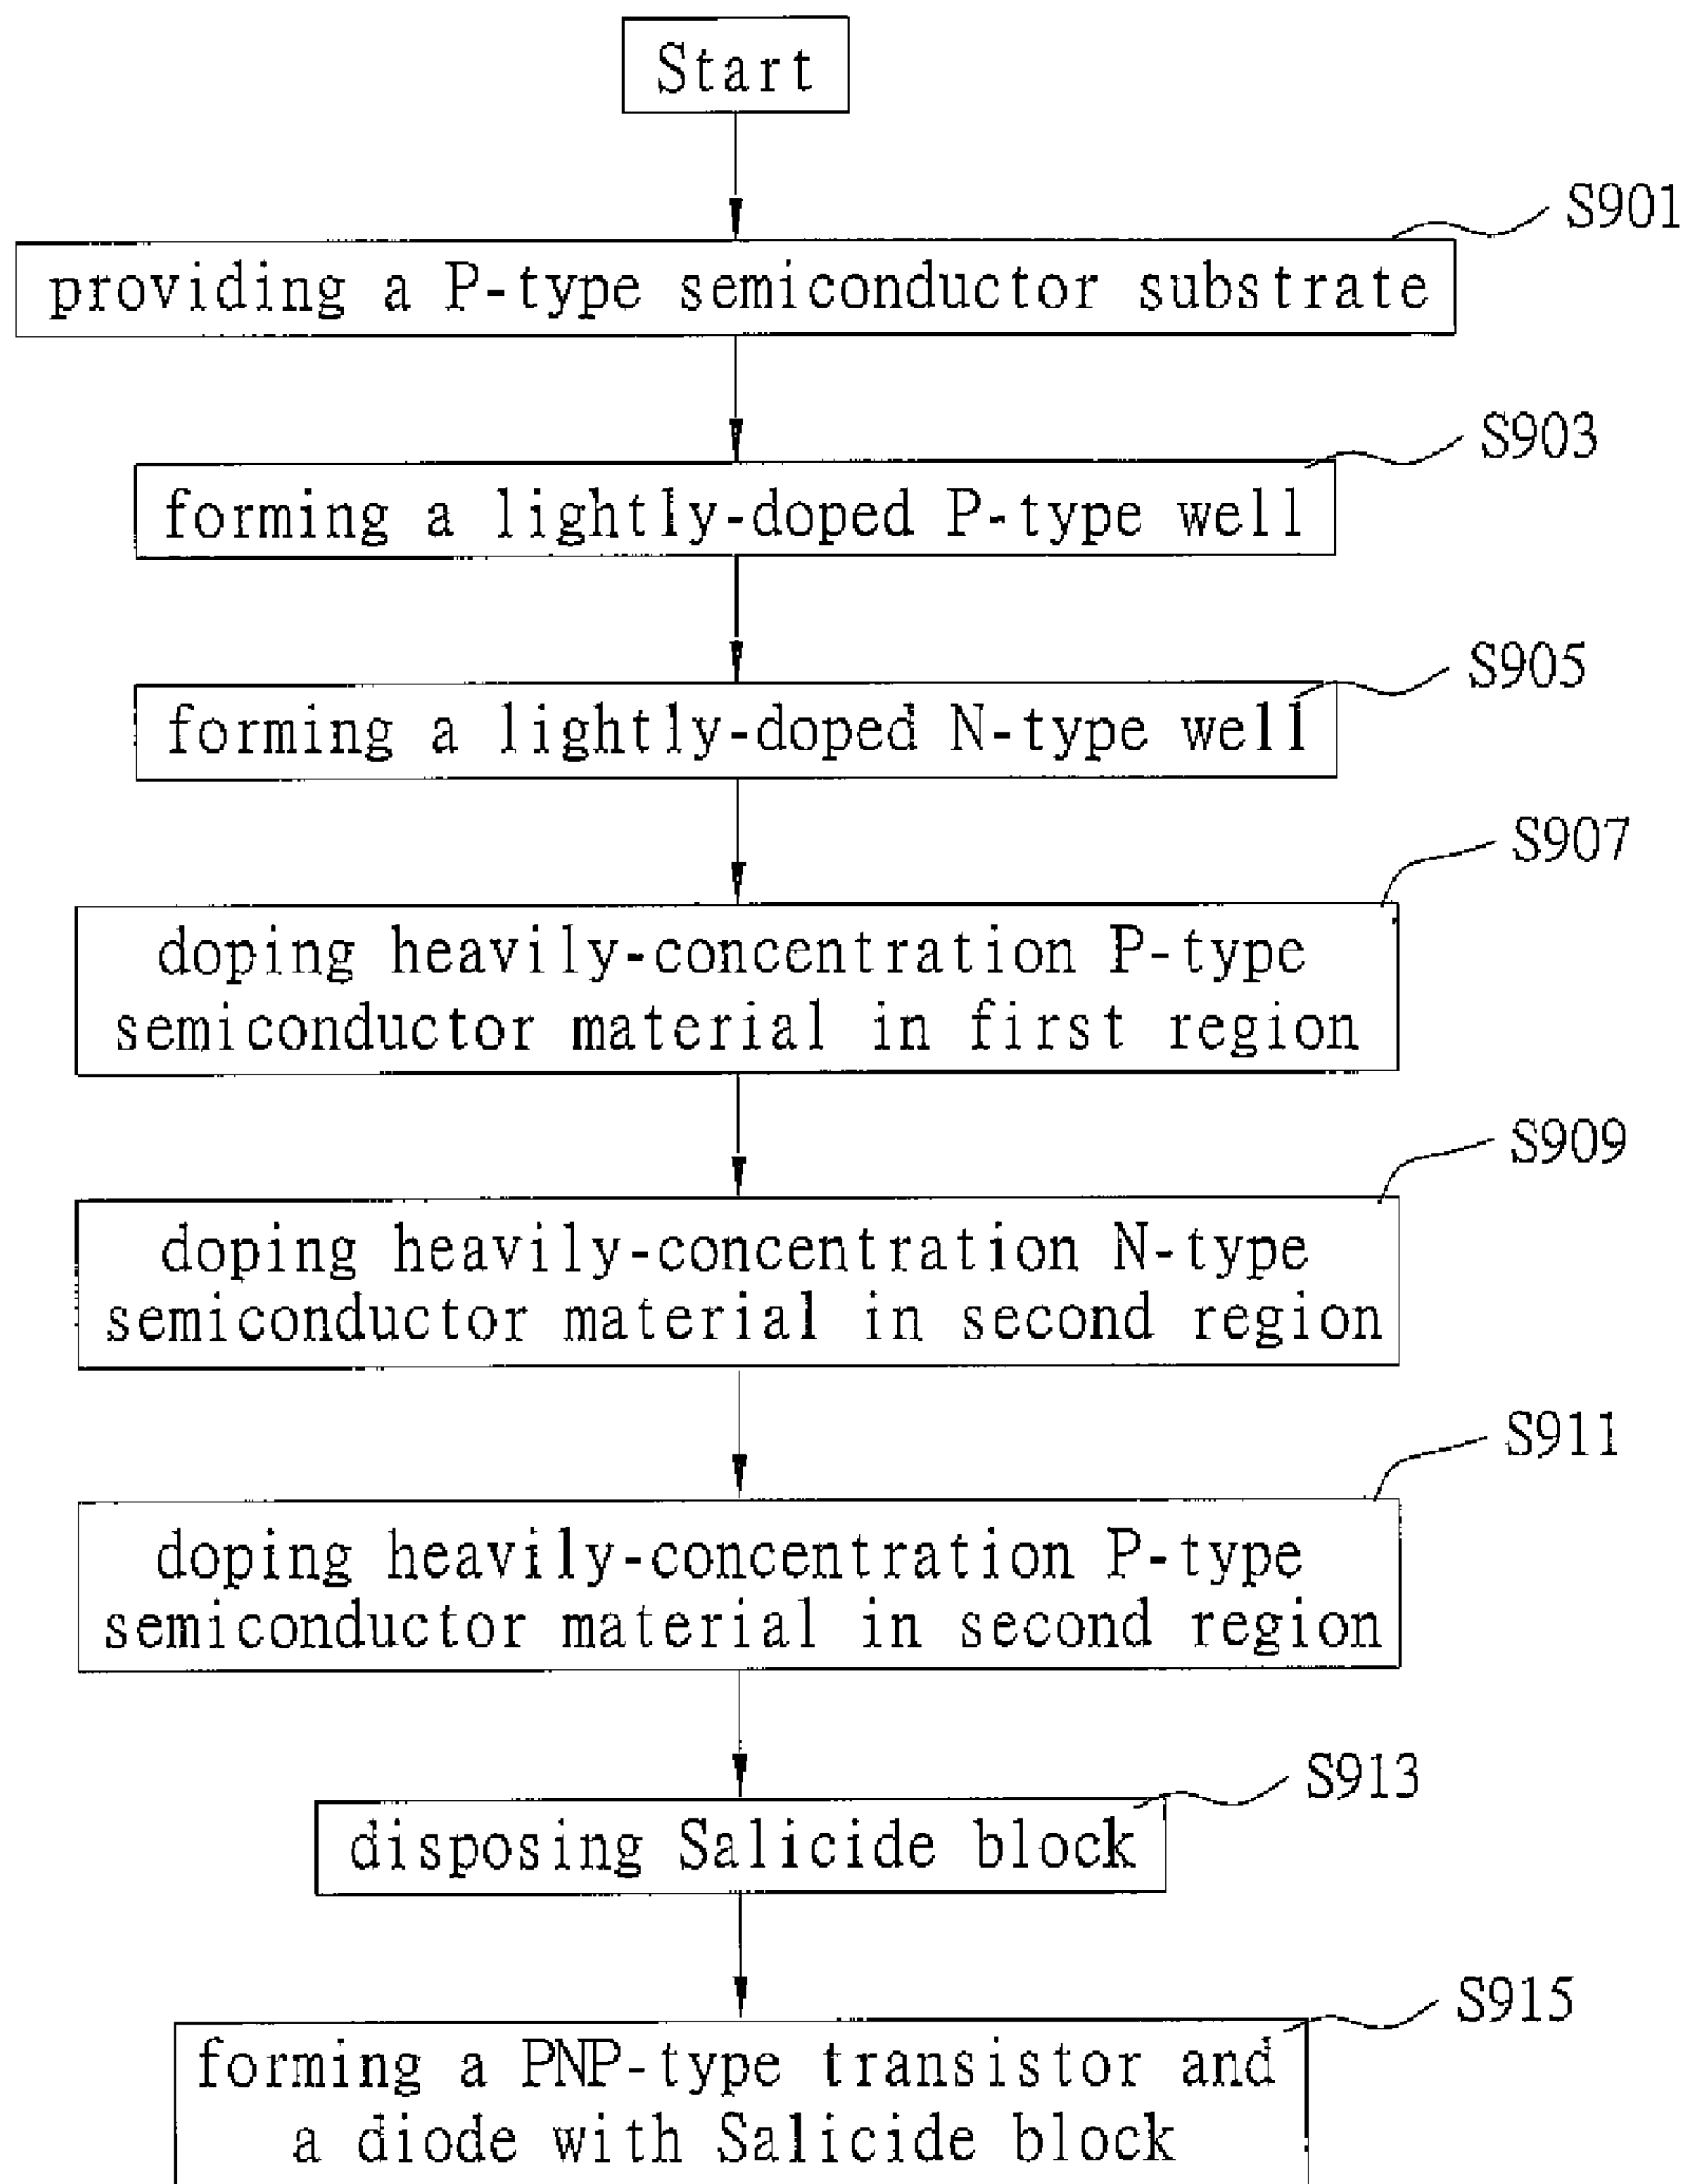 Start
S901
providing a P-type semiconductor substrate
S903
forming a lightly-doped P-type well
S905
forming a lightly-doped N-type well
S907
doping heavily-concentration P-type
semiconductor material in first region
S909
doping heavily-concentration N-type
semiconductor material in second region
S911
doping heavily-concentration P-type
semiconductor material in second region
S913
disposing Salicide block
S915
forming a PNP-type transistor and
a diode with Salicide block